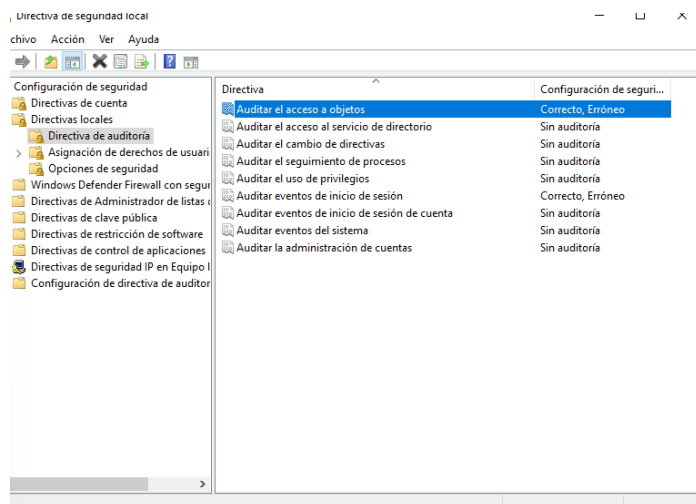 Directiva de seguridad local
chivo Acción Ver Ayuda
Configuración de seguridad
Directivas de cuenta
Directivas locales
Directiva de auditoría
Asignación de derechos de usuari
Opciones de seguridad
Windows Defender Firewall con segur
Directivas de Administrador de listas
Directivas de clave pública
Directivas de restricción de software
Directivas de control de aplicaciones
Directivas de seguridad IP en Equipo l
Configuración de directiva de auditor
Directiva Configuración de seguri...
Auditar el acceso a objetos Correcto, Erróneo
Auditar el acceso al servicio de directorio Sin auditoría
Auditar el cambio de directivas Sin auditoría
Auditar el seguimiento de procesos Sin auditoría
Auditar el uso de privilegios Sin auditoría
Auditar eventos de inicio de sesión Correcto, Erróneo
Auditar eventos de inicio de sesión de cuenta Sin auditoría
Auditar eventos del sistema Sin auditoría
Auditar la administración de cuentas Sin auditoría